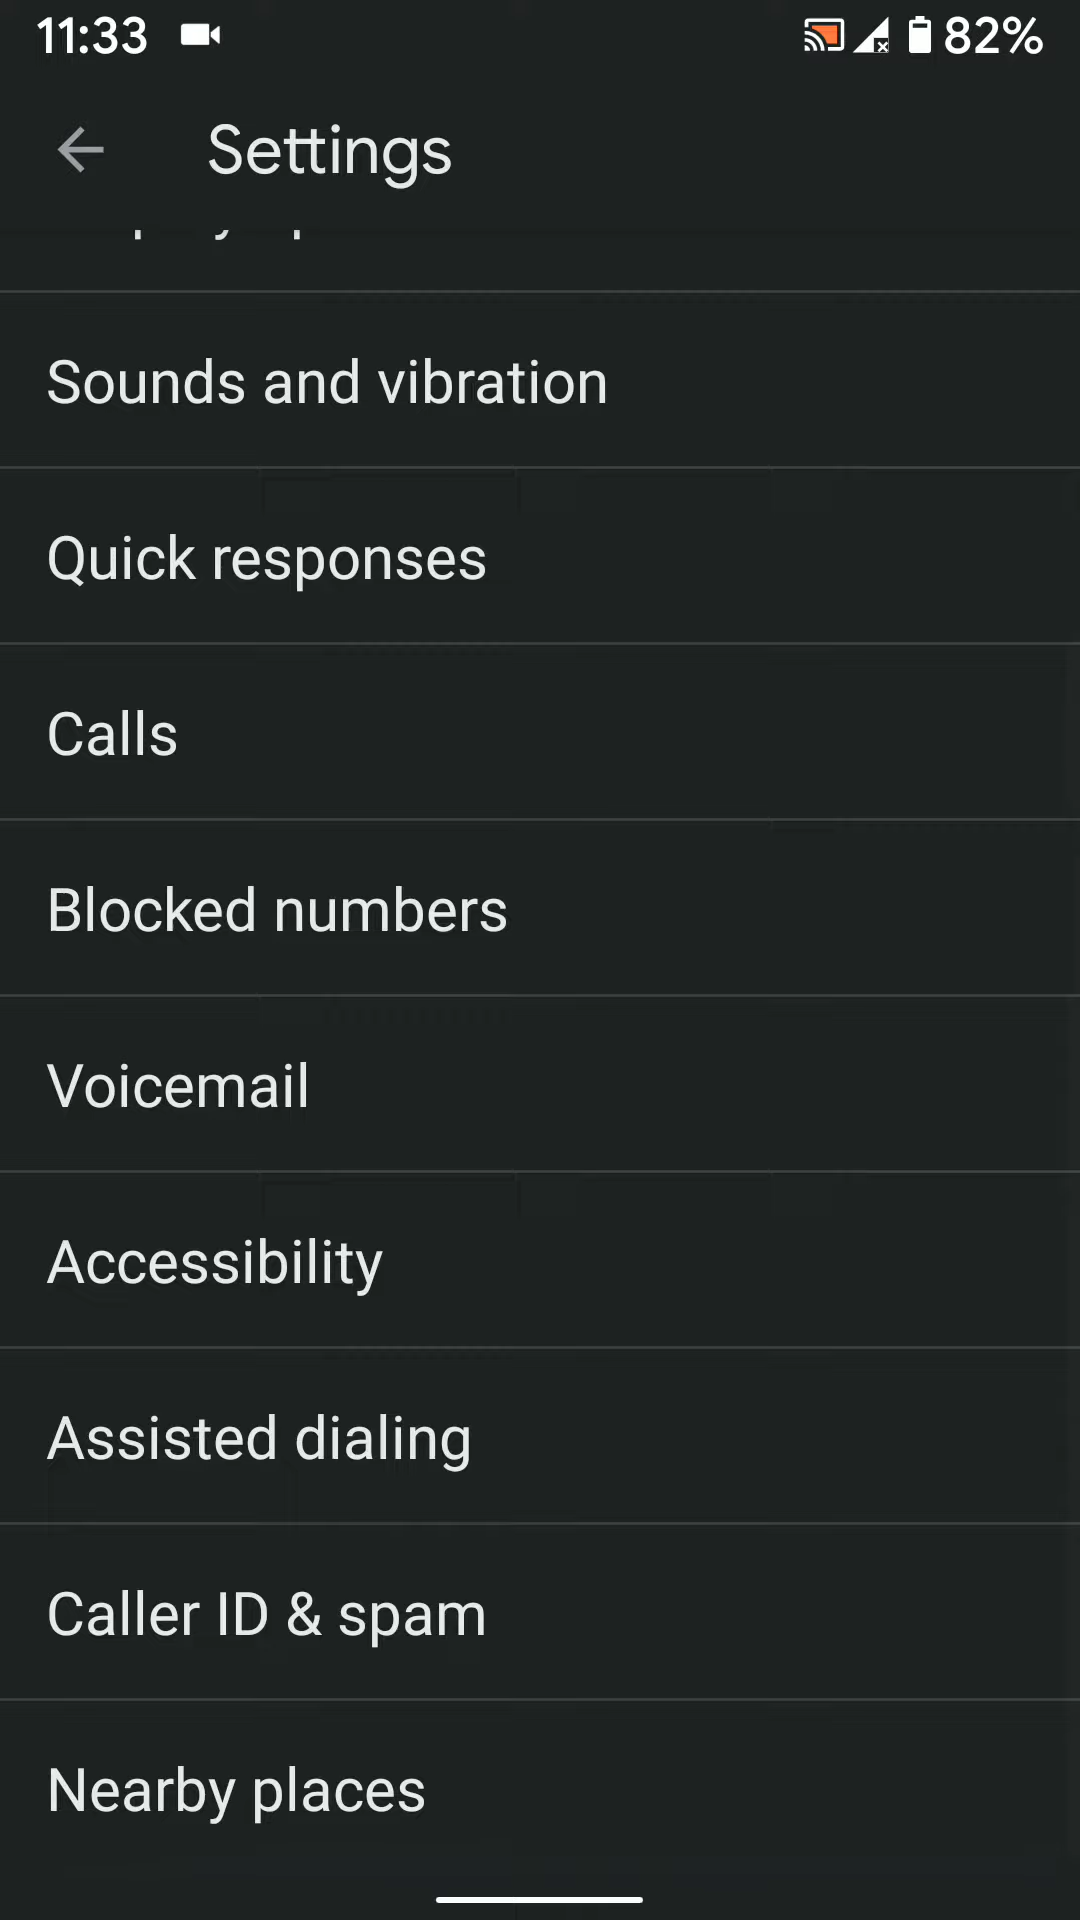 11:33 82%
Settings
Sounds and vibration
Quick responses
Calls
Blocked numbers
Voicemail
Accessibility
Assisted dialing
Caller ID & spam
Nearby places